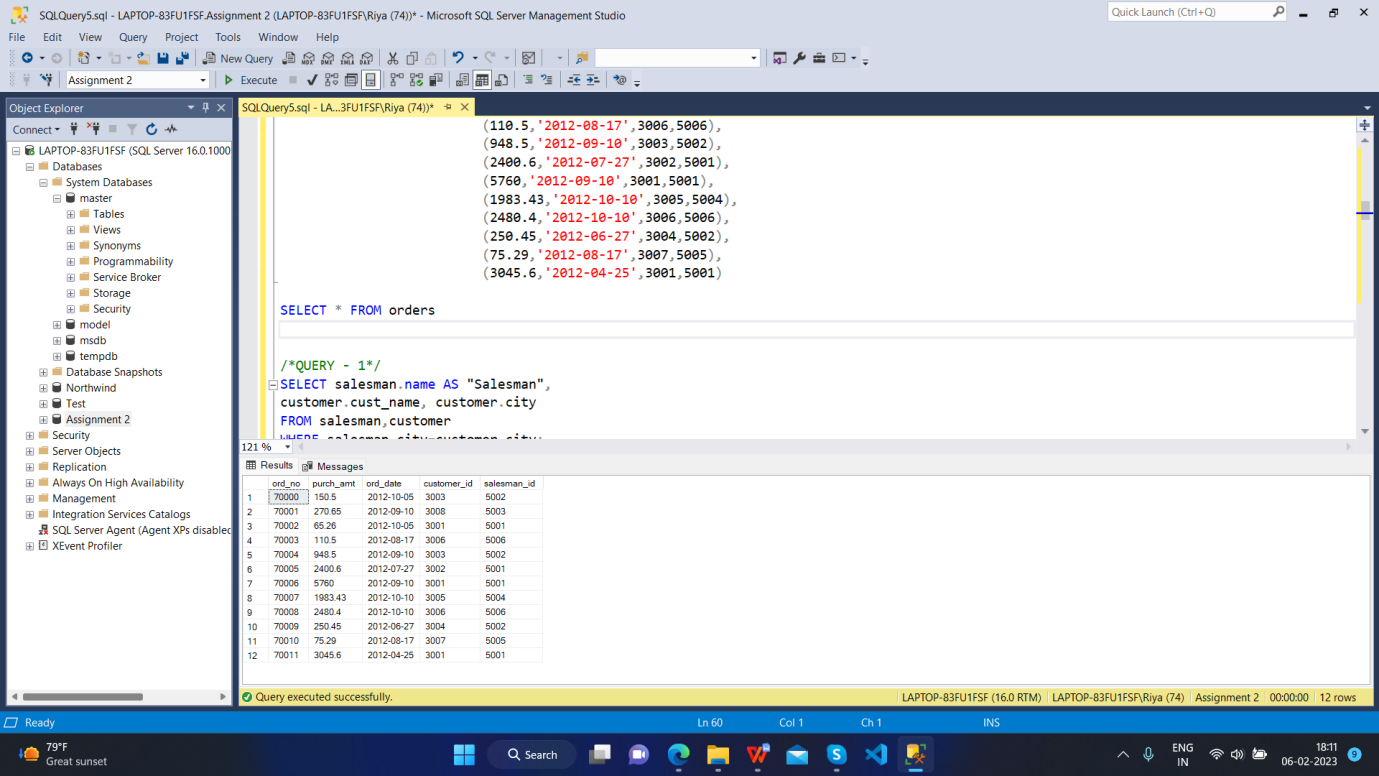 SQLQuery5.sql - LAPTOP-83FU1FSF.Assignment 2 (LAPTOP-83FU1FSF\Riya (74))* - Microsoft SQL Server Management Studio
Quick Launch (Ctrl+Q)
File Edit View Query Project Tools Window Help
New Query
MDX DMX XMLA DAX
Assignment 2 Execute
Object Explorer
Connect
LAPTOP-83FU1FSF (SQL Server 16.0.1000
Databases
System Databases
master
Tables
Views
Synonyms
Programmability
Service Broker
Storage
Security
model
msdb
tempdb
Database Snapshots
Northwind
Test
Assignment 2
Security
Server Objects
Replication
Always On High Availability
Management
Integration Services Catalogs
SQL Server Agent (Agent XPs disabled
XEvent Profiler
SQLQuery5.sql - LA...3FU1FSF\Riya (74))*
(110.5,'2012-08-17',3006,5006),
(948.5,'2012-09-10',3003,5002),
(2400.6,'2012-07-27',3002,5001),
(5760,'2012-09-10',3001,5001),
(1983.43,'2012-10-10',3005,5004),
(2480.4,'2012-10-10',3006,5006),
(250.45,'2012-06-27',3004,5002),
(75.29,'2012-08-17',3007,5005),
(3045.6,'2012-04-25',3001,5001)
SELECT * FROM orders
/*QUERY - 1*/
SELECT salesman.name AS "Salesman",
customer.cust_name, customer.city
FROM salesman,customer
WHERE salesman.city=customer.city;
121 %
Results Messages
ord_no purch_amt ord_date customer_id salesman_id
1 70000 150.5 2012-10-05 3003 5002
2 70001 270.65 2012-09-10 3008 5003
3 70002 65.26 2012-10-05 3001 5001
4 70003 110.5 2012-08-17 3006 5006
5 70004 948.5 2012-09-10 3003 5002
6 70005 2400.6 2012-07-27 3002 5001
7 70006 5760 2012-09-10 3001 5001
8 70007 1983.43 2012-10-10 3005 5004
9 70008 2480.4 2012-10-10 3006 5006
10 70009 250.45 2012-06-27 3004 5002
11 70010 75.29 2012-08-17 3007 5005
12 70011 3045.6 2012-04-25 3001 5001
Query executed successfully. LAPTOP-83FU1FSF (16.0 RTM) LAPTOP-83FU1FSF\Riya (74) Assignment 2 00:00:00 12 rows
Ready Ln 60 Col 1 Ch 1 INS
79°F
Great sunset
Search
ENG
IN
18:11
06-02-2023
9